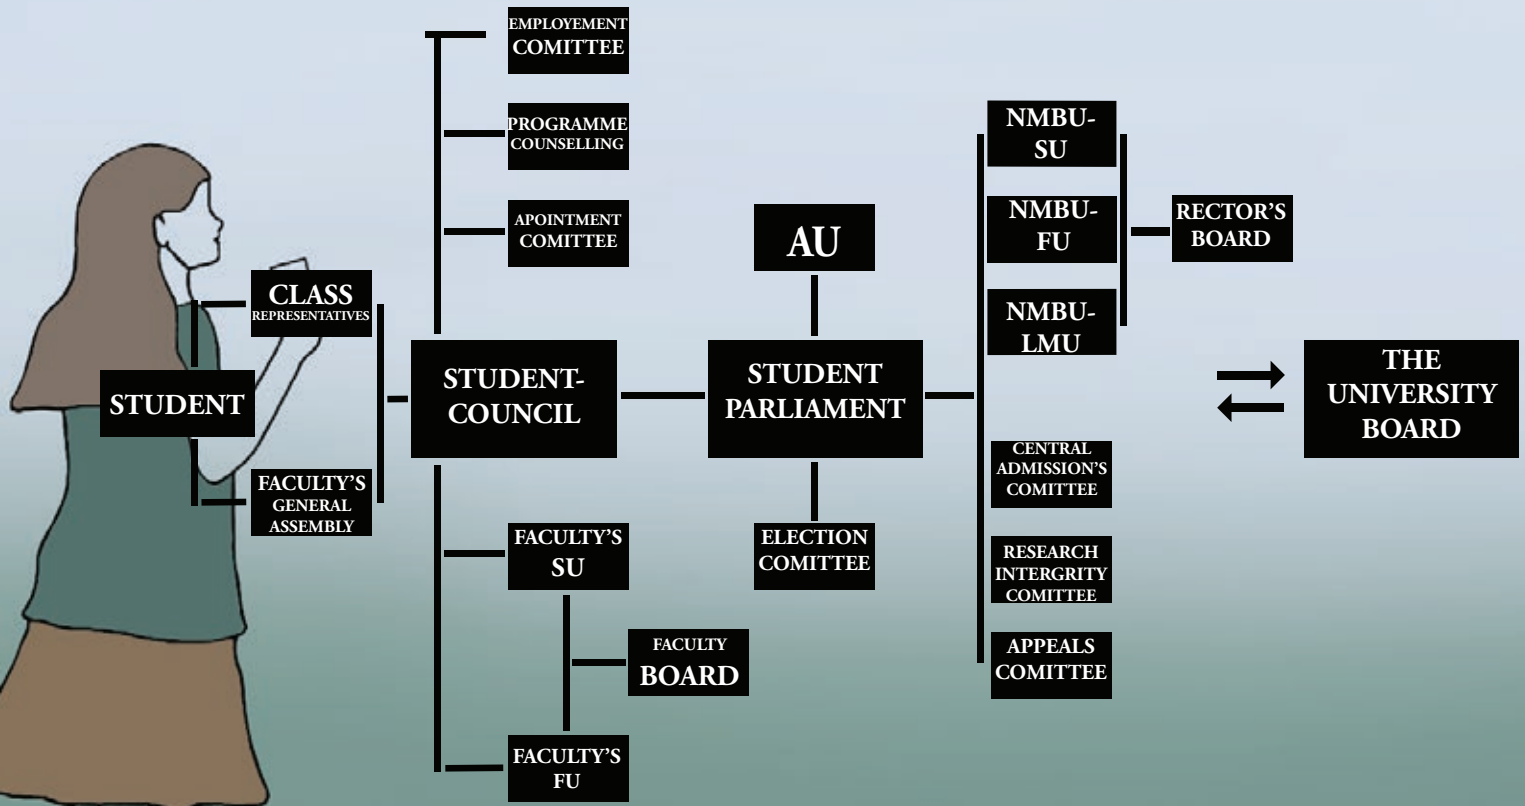 STUDENT
CLASS
REPRESENTATIVES
FACULTY'S
GENERAL
ASSEMBLY
STUDENT-
COUNCIL
EMPLOYEMENT
COMITTEE
PROGRAMME
COUNSELLING
APOINTMENT
COMITTEE
FACULTY'S
SU
FACULTY
BOARD
FACULTY'S
FU
AU
STUDENT
PARLIAMENT
ELECTION
COMITTEE
NMBU-
SU
NMBU-
FU
NMBU-
LMU
RECTOR'S
BOARD
CENTRAL
ADMISSION'S
COMITTEE
RESEARCH
INTERGRITY
COMITTEE
APPEALS
COMITTEE
THE
UNIVERSITY
BOARD